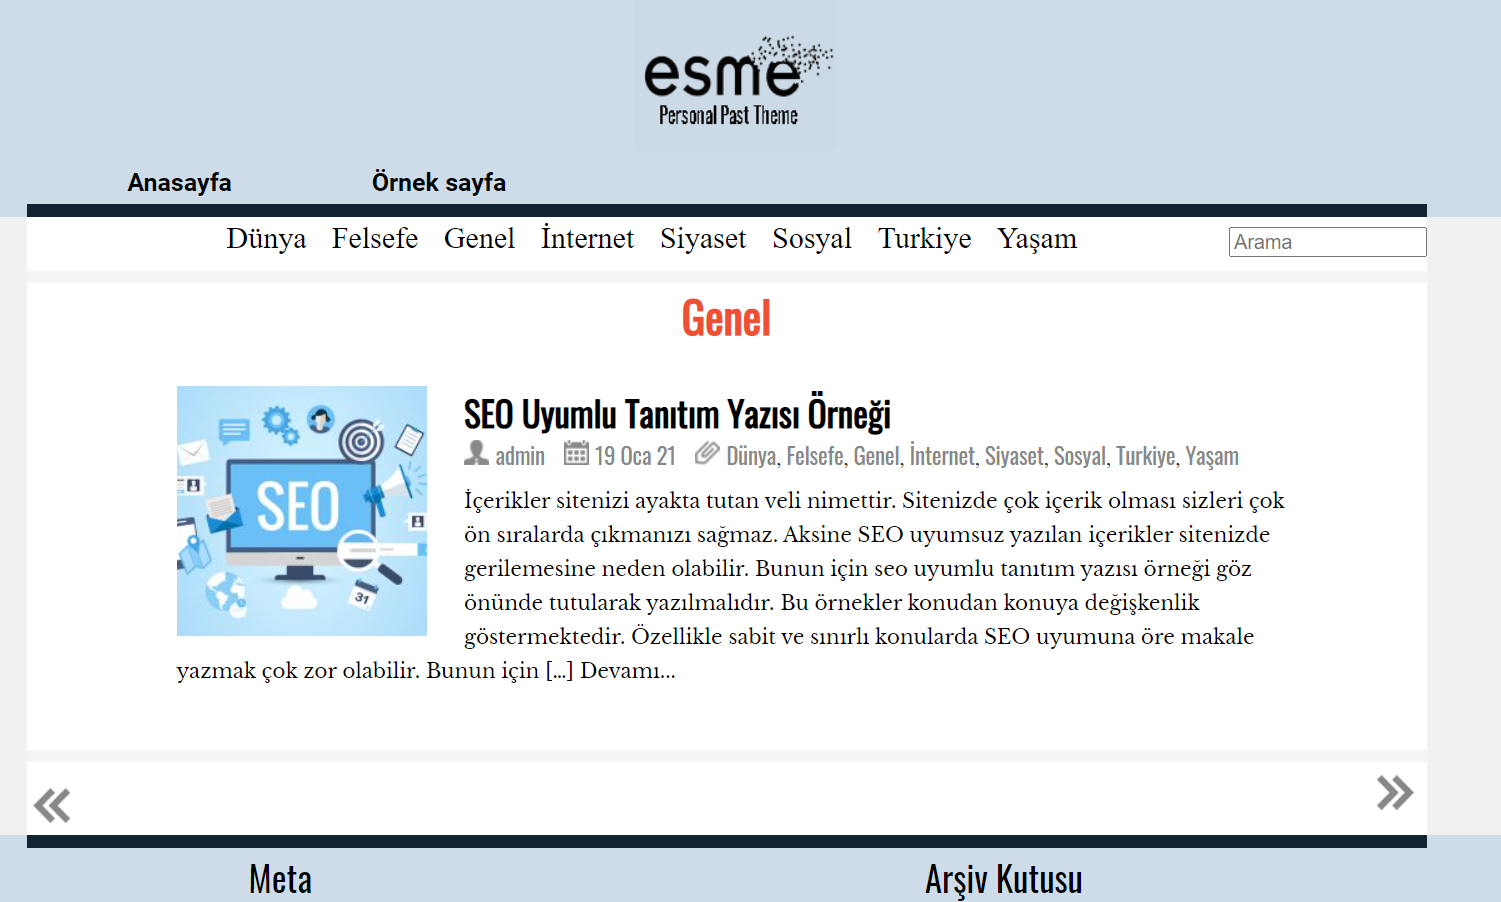 esme
Personal Past Theme
Anasayfa Örnek sayfa
Dünya Felsefe Genel İnternet Siyaset Sosyal Turkiye Yaşam Arama
Genel
SEO
31
SEO Uyumlu Tanıtım Yazısı Örneği
admin 19 Oca 21 Dünya, Felsefe, Genel, İnternet, Siyaset, Sosyal, Turkiye, Yaşam
İçerikler sitenizi ayakta tutan veli nimettir. Sitenizde çok içerik olması sizleri çok
ön sıralarda çıkmanızı sağmaz. Aksine SEO uyumsuz yazılan içerikler sitenizde
gerilemesine neden olabilir. Bunun için seo uyumlu tanıtım yazısı örneği göz
önünde tutularak yazılmalıdır. Bu örnekler konudan konuya değişkenlik
göstermektedir. Özellikle sabit ve sınırlı konularda SEO uyumuna öre makale
yazmak çok zor olabilir. Bunun için [...] Devamı...
Meta Arşiv Kutusu